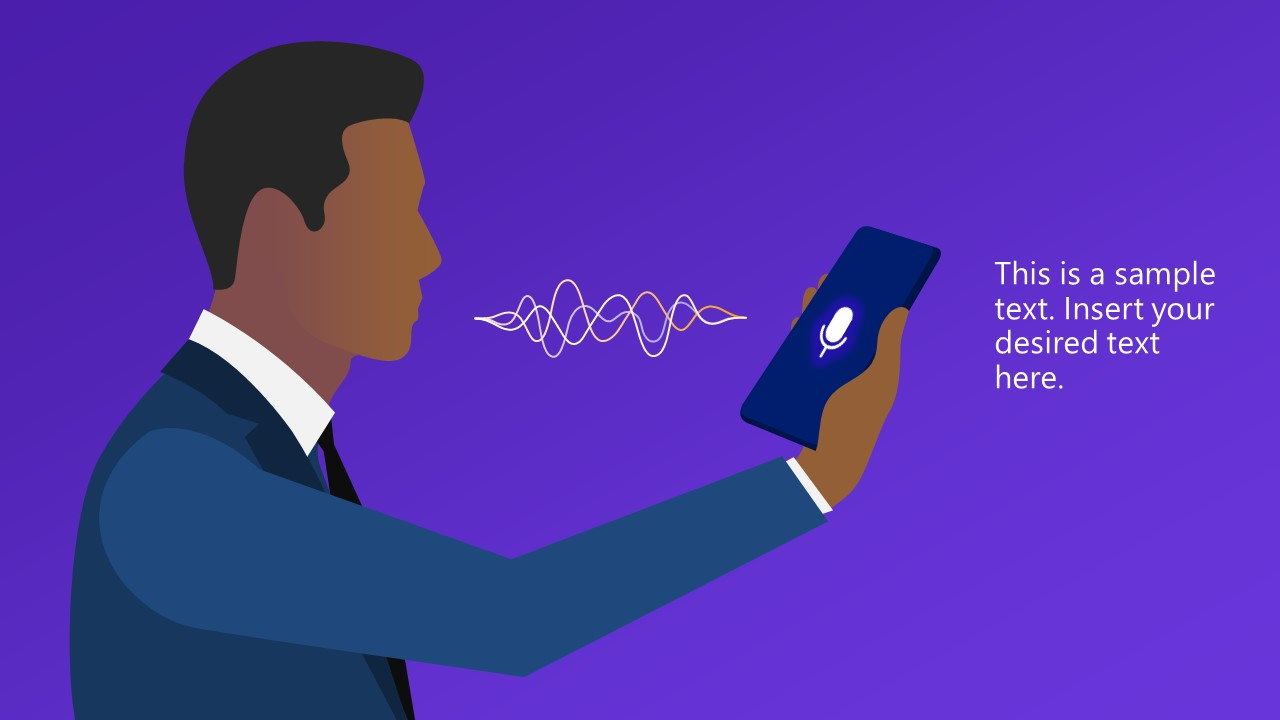 This is a sample
text. Insert your
desired text
here.